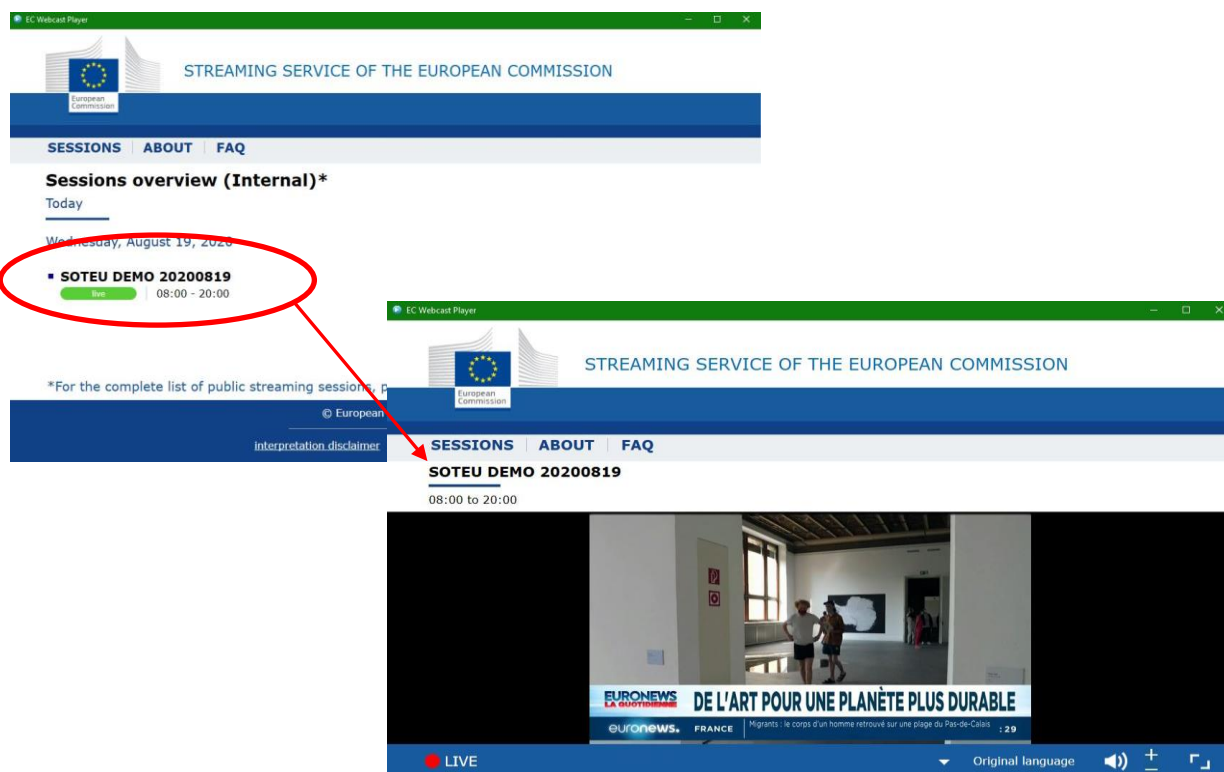 EC Webcast Player
European
Commission
STREAMING SERVICE OF THE EUROPEAN COMMISSION
SESSIONS ABOUT FAQ
Sessions overview (Internal)*
Today
Wednesday, August 19, 2020
SOTEU DEMO 20200819
live 08:00 - 20:00
*For the complete list of public streaming sessions, p
© European
interpretation disclaimer
EC Webcast Player
European
Commission
STREAMING SERVICE OF THE EUROPEAN COMMISSION
SESSIONS ABOUT FAQ
SOTEU DEMO 20200819
08:00 to 20:00
EURONEWS
LA QUOTIDIENNE
DE L'ART POUR UNE PLANÈTE PLUS DURABLE
euronews. FRANCE Migrants : le corps d'un homme retrouvé sur une plage du Pas-de-Calais :29
LIVE Original language